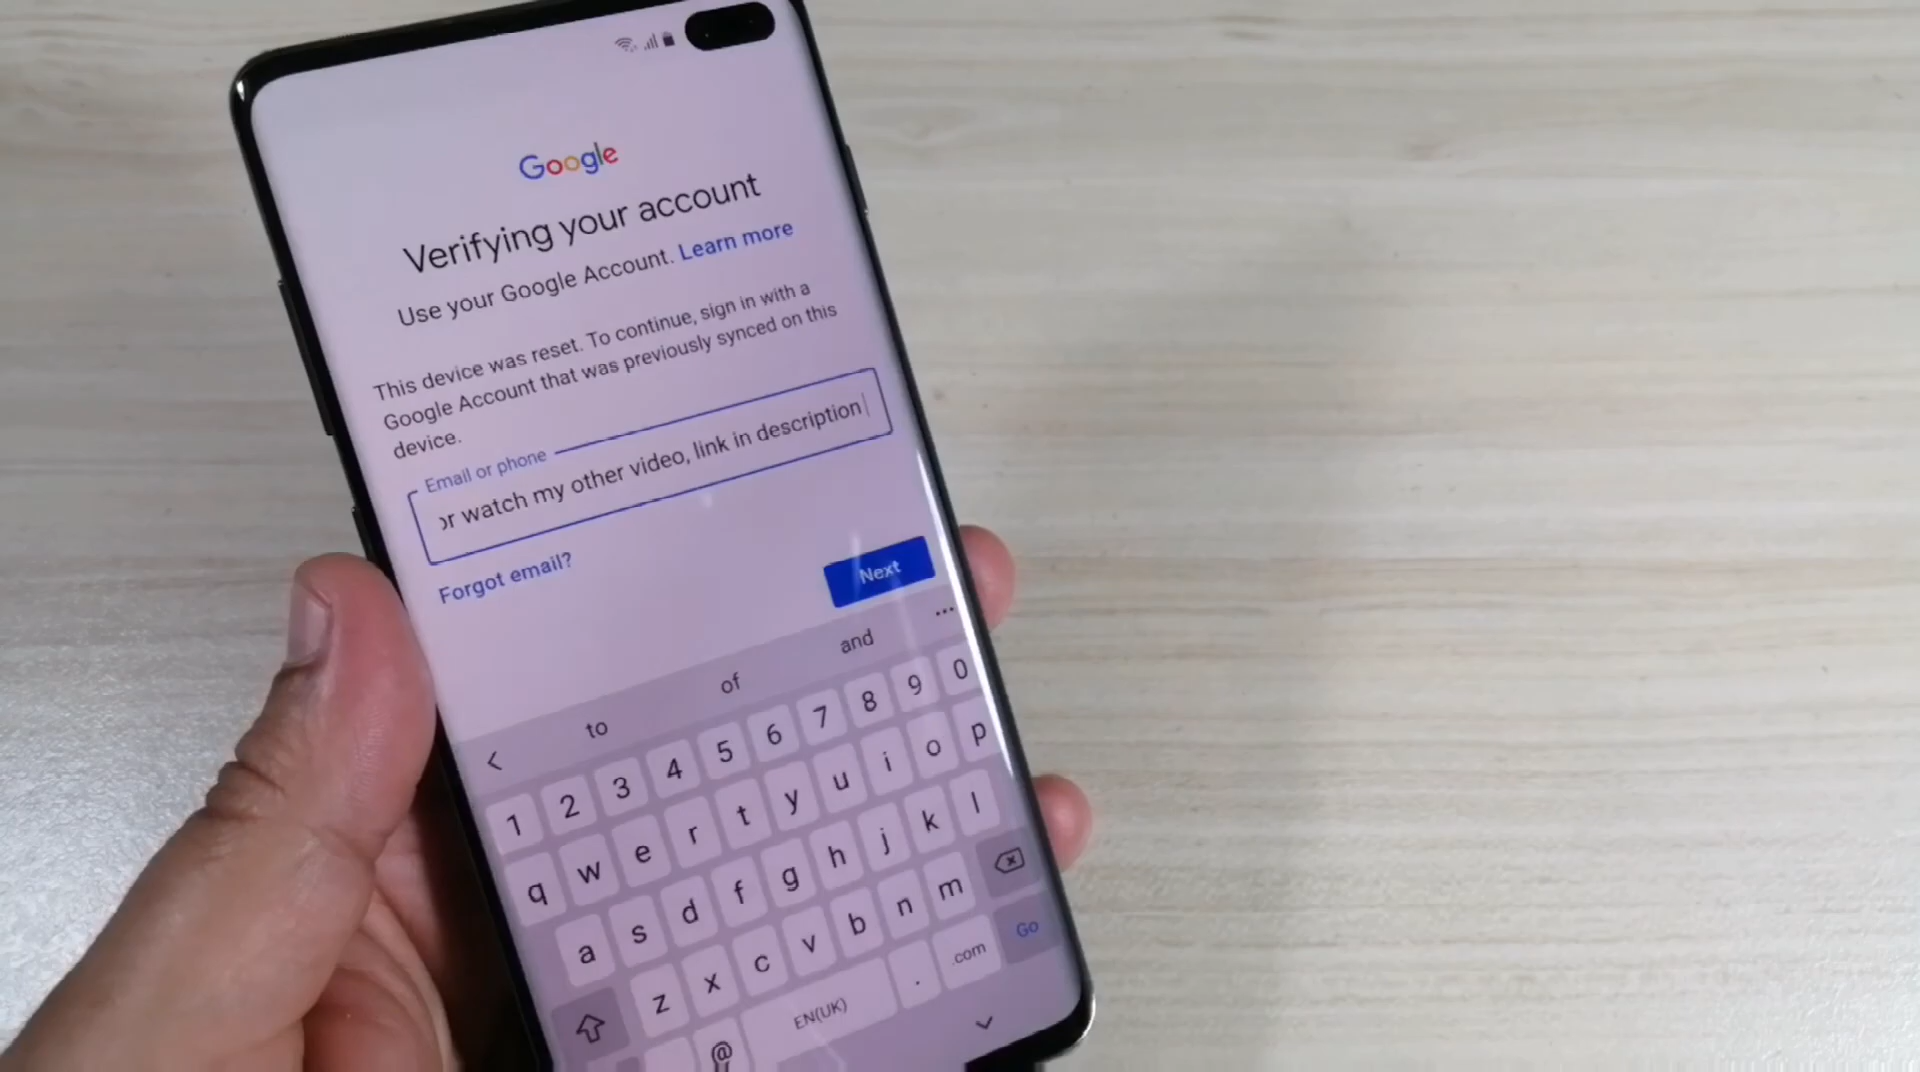 Google
Verifying your account
Use your Google Account. Learn more
This device was reset. To continue, sign in with a
Google Account that was previously synced on this
device.
Email or phone
or watch my other video, link in description
Forgot email?
Next
to of and ...
1 2 3 4 5 6 7 8 9 0
q w e r t y u i o p
a s d f g h j k l
z x c v b n m
@ EN(UK) . .com Go